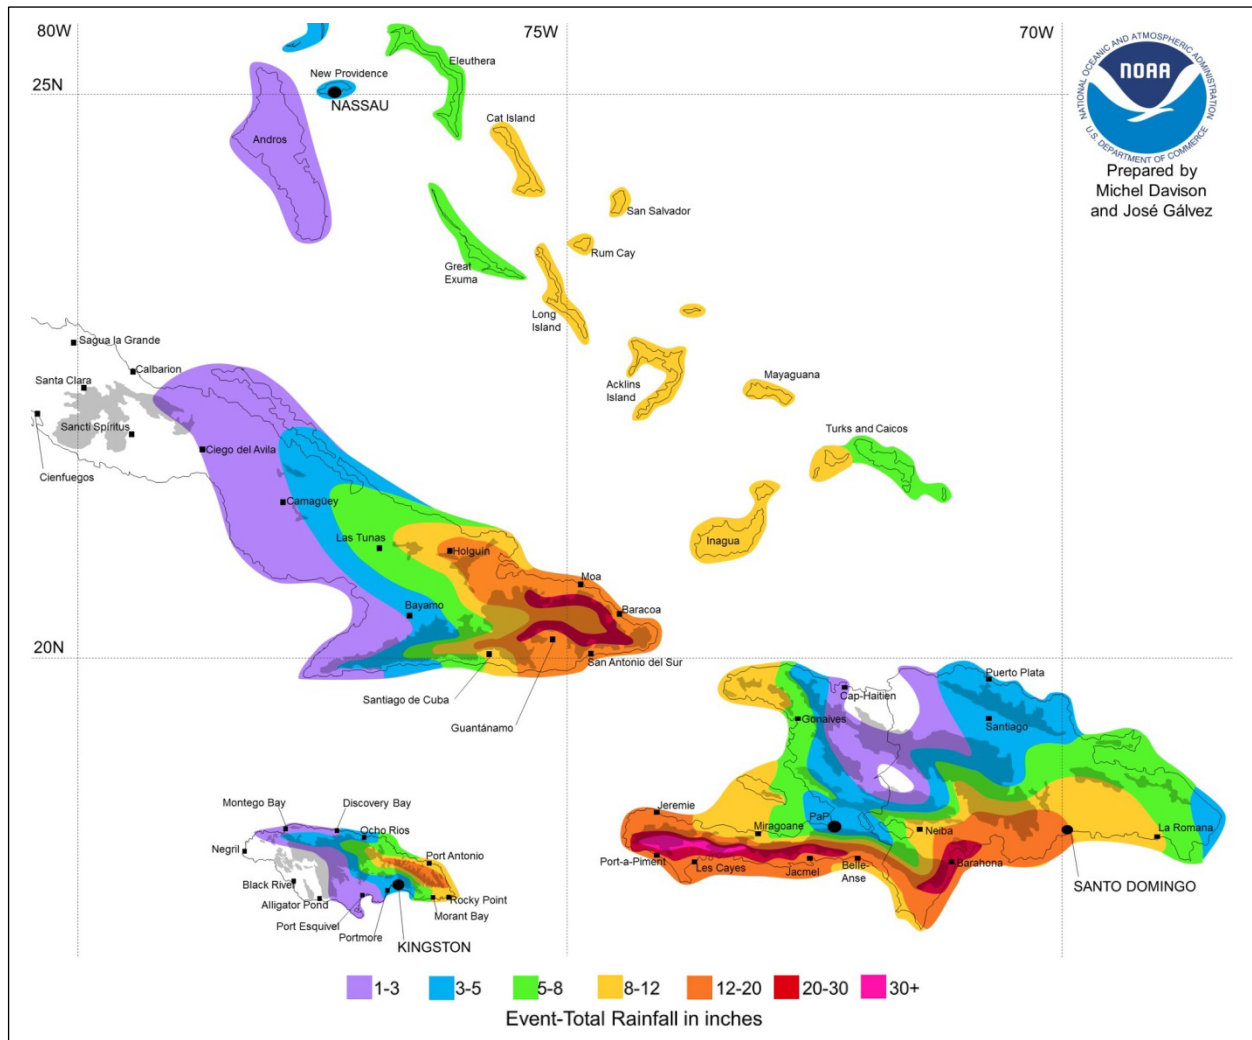 80W
75W
70W
25N
20N
NATIONAL OCEANIC AND ATMOSPHERIC ADMINISTRATION
NOAA
U.S. DEPARTMENT OF COMMERCE
Prepared by
Michel Davison
and José Gálvez
Eleuthera
New Providence
NASSAU
Andros
Cat Island
San Salvador
Rum Cay
Great
Exuma
Long
Island
Acklins
Island
Mayaguana
Turks and Caicos
Inagua
Sagua la Grande
Calbarion
Santa Clara
Sancti Spíritus
Cienfuegos
Ciego del Avila
Camagüey
Las Tunas
Holguín
Moa
Bayamo
Baracoa
San Antonio del Sur
Santiago de Cuba
Guantánamo
Puerto Plata
Cap-Haïtien
Gonaives
Santiago
Jeremie
Miragoane
PaP
Neiba
La Romana
Port-a-Piment
Les Cayes
Jacmel
Belle-
Anse
Barahona
SANTO DOMINGO
Montego Bay
Discovery Bay
Ocho Rios
Negril
Port Antonio
Black River
Alligator Pond
Rocky Point
Port Esquivel
Morant Bay
Portmore
KINGSTON
1-3
3-5
5-8
8-12
12-20
20-30
30+
Event-Total Rainfall in inches